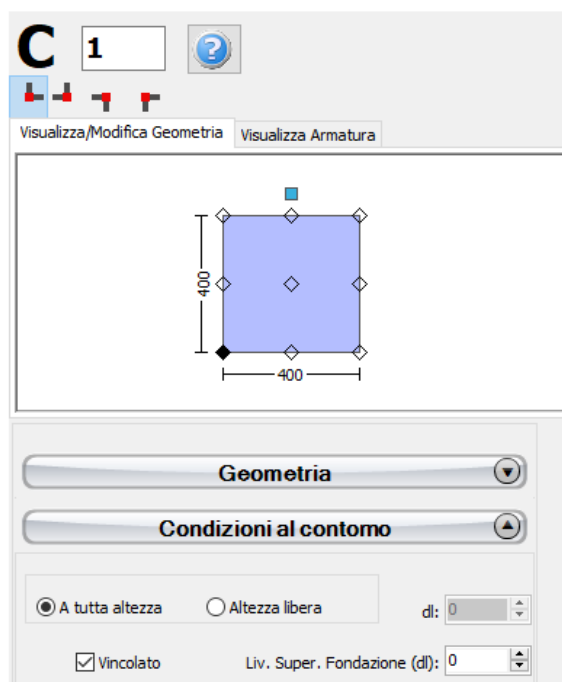 C 1
Visualizza/Modifica Geometria Visualizza Armatura
400
400
Geometria
Condizioni al contorno
A tutta altezza Altezza libera dl: 0
Vincolato Liv. Super. Fondazione (dl): 0